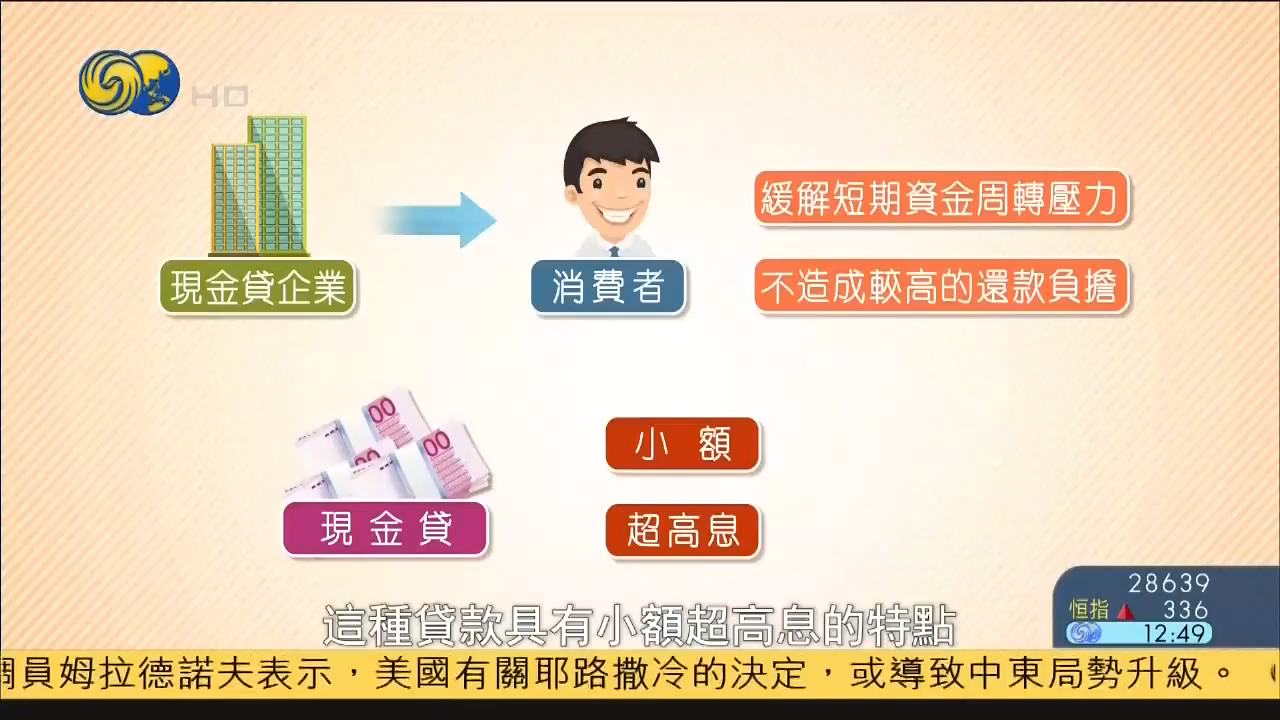 HD
現金貸企業
消費者
緩解短期資金周轉壓力
不造成較高的還款負擔
小額
現金貸
超高息
這種貸款具有小額超高息的特點
28639
恒指 336
12:49
員姆拉德諾夫表示，美國有關耶路撒冷的決定，或導致中東局勢升級。